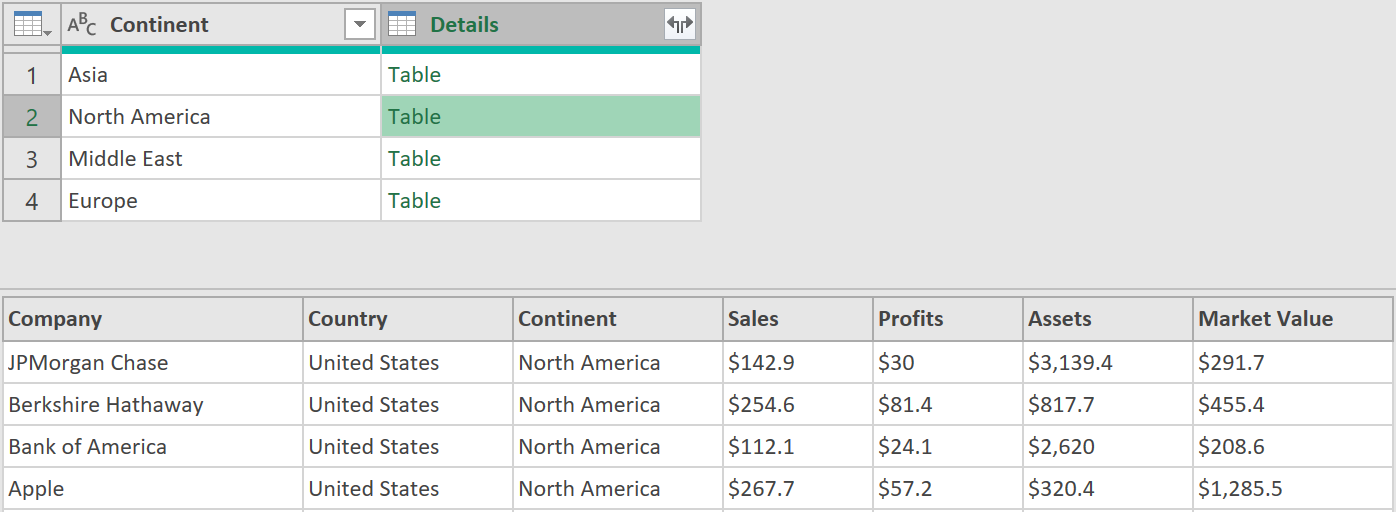 ABC Continent Details
1 Asia Table
2 North America Table
3 Middle East Table
4 Europe Table
Company Country Continent Sales Profits Assets Market Value
JPMorgan Chase United States North America $142.9 $30 $3,139.4 $291.7
Berkshire Hathaway United States North America $254.6 $81.4 $817.7 $455.4
Bank of America United States North America $112.1 $24.1 $2,620 $208.6
Apple United States North America $267.7 $57.2 $320.4 $1,285.5